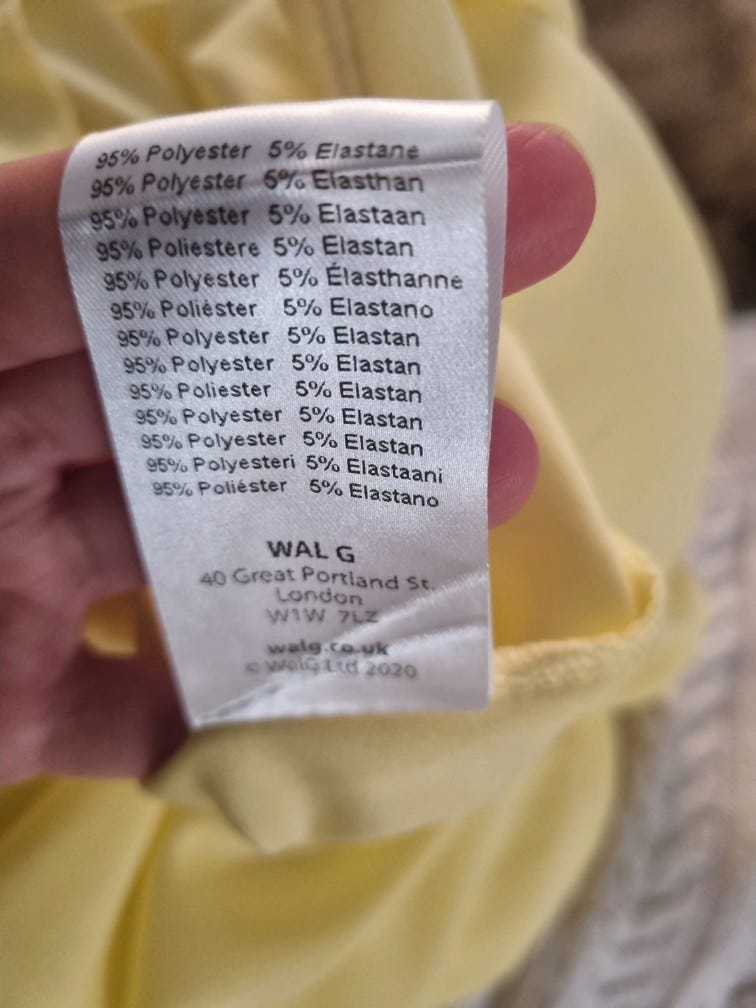 95% Polyester 5% Elastane
95% Polyester 5% Elasthan
95% Polyester 5% Elastaan
95% Poliestere 5% Elastan
95% Polyester 5% Élasthanne
95% Poliéster 5% Elastano
95% Polyester 5% Elastan
95% Polyester 5% Elastan
95% Poliester 5% Elastan
95% Polyester 5% Elastan
95% Polyester 5% Elastan
95% Polyesteri 5% Elastaani
95% Poliéster 5% Elastano
WAL G
40 Great Portland St.
London
W1W 7LZ
walg.co.uk
© WalG Ltd 2020